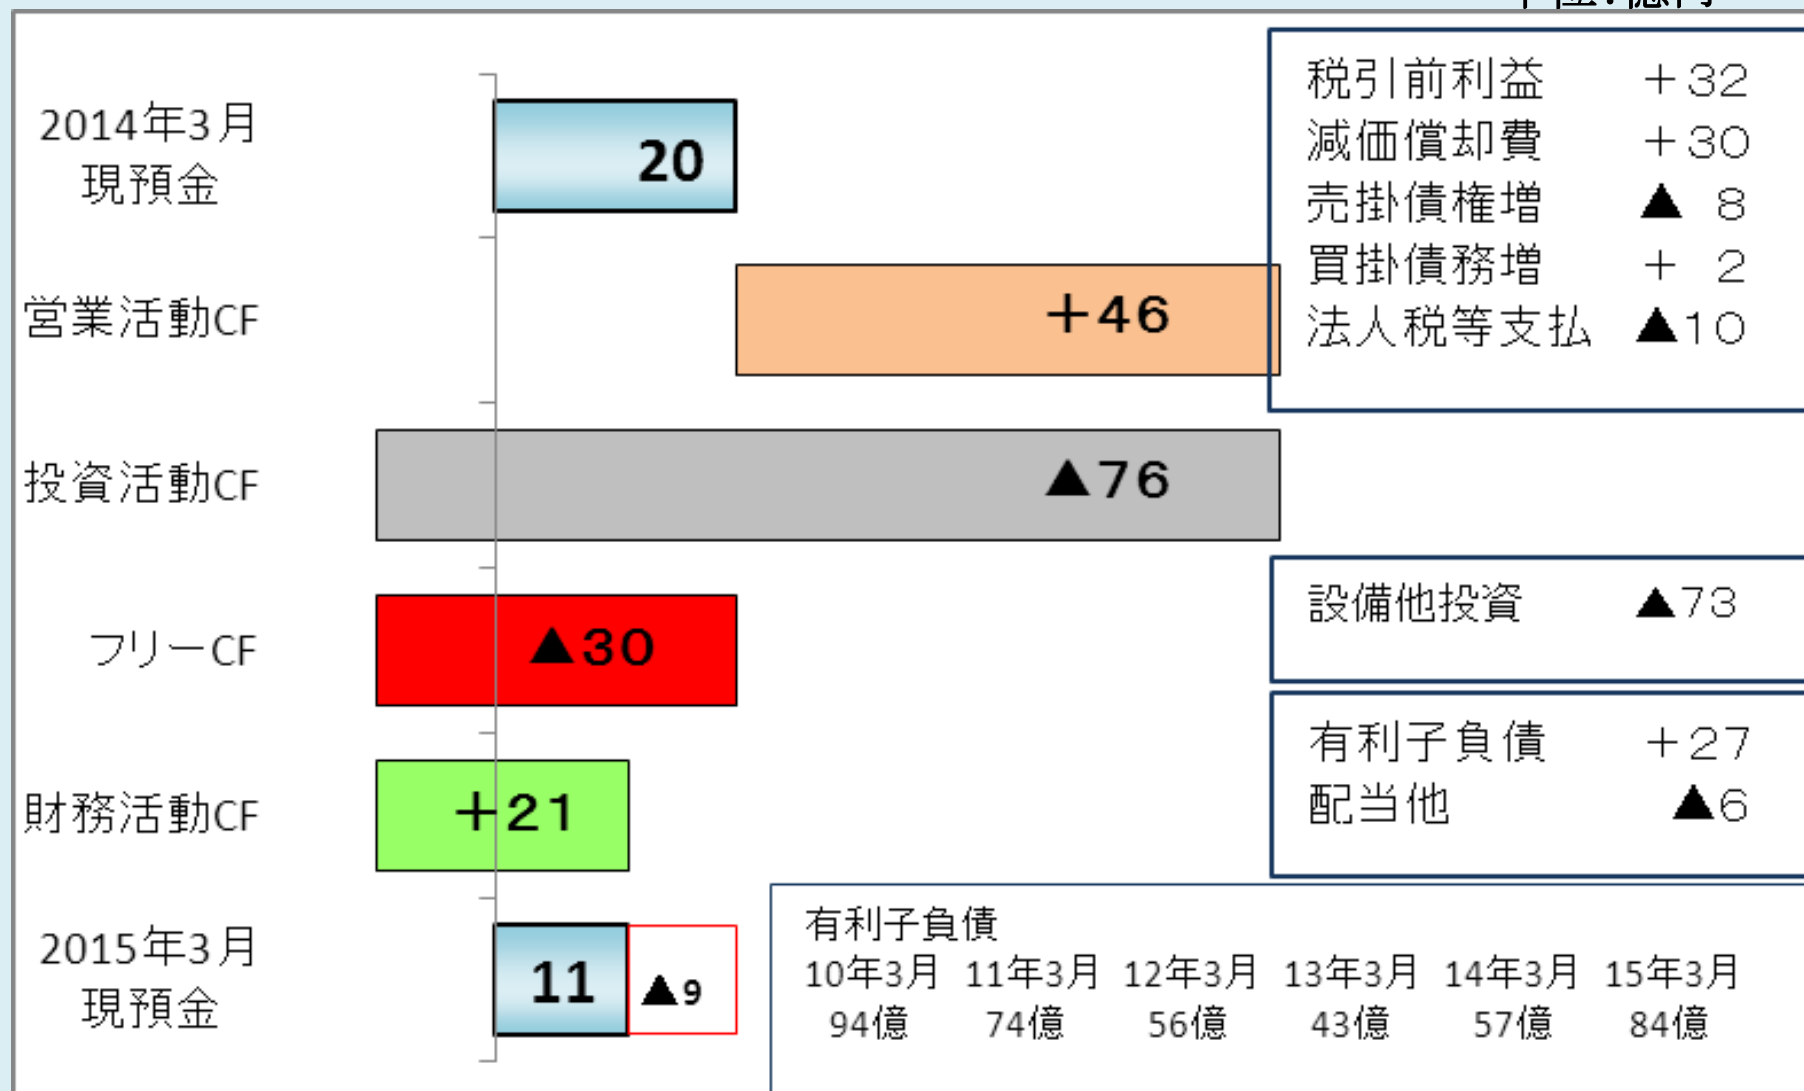 2014年3月
現預金
20
税引前利益 ＋32
減価償却費 ＋30
売掛債権増 ▲ 8
買掛債務増 ＋ 2
法人税等支払 ▲10
営業活動CF
＋46
投資活動CF
▲76
フリーCF
▲30
設備他投資 ▲73
財務活動CF
＋21
有利子負債 ＋27
配当他 ▲6
2015年3月
現預金
11
▲9
有利子負債
10年3月 11年3月 12年3月 13年3月 14年3月 15年3月
94億 74億 56億 43億 57億 84億